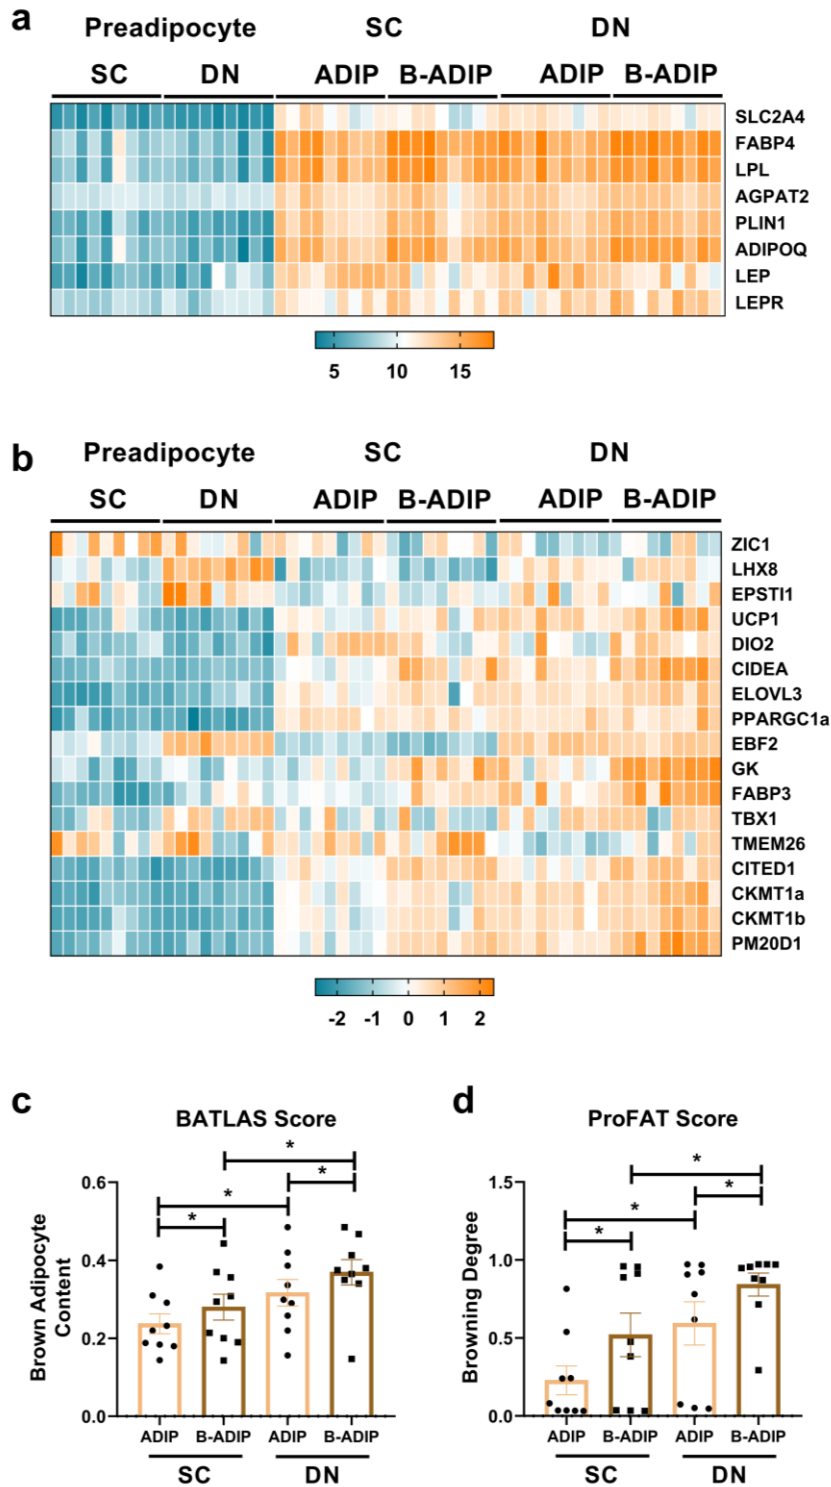 a
Preadipocyte SC DN
SC DN ADIP B-ADIP ADIP B-ADIP
SLC2A4
FABP4
LPL
AGPAT2
PLIN1
ADIPOQ
LEP
LEPR
5 10 15
b
Preadipocyte SC DN
SC DN ADIP B-ADIP ADIP B-ADIP
ZIC1
LHX8
EPSTI1
UCP1
DIO2
CIDEA
ELOVL3
PPARGC1a
EBF2
GK
FABP3
TBX1
TMEM26
CITED1
CKMT1a
CKMT1b
PM20D1
-2 -1 0 1 2
c
BATLAS Score
*
*
*
*
Brown Adipocyte
Content
0.6
0.4
0.2
0.0
ADIP B-ADIP ADIP B-ADIP
SC DN
d
ProFAT Score
*
*
*
*
Browning Degree
1.5
1.0
0.5
0.0
ADIP B-ADIP ADIP B-ADIP
SC DN